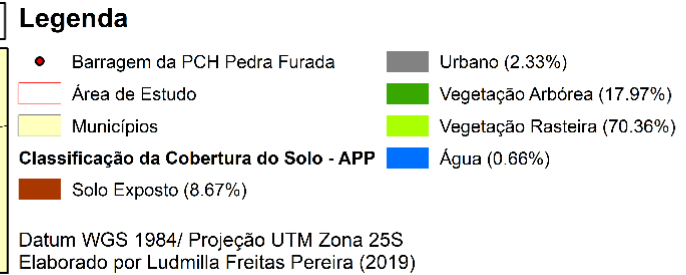 Legenda
Barragem da PCH Pedra Furada
Área de Estudo
Municípios
Classificação da Cobertura do Solo - APP
Solo Exposto (8.67%)
Urbano (2.33%)
Vegetação Arbórea (17.97%)
Vegetação Rasteira (70.36%)
Água (0.66%)
Datum WGS 1984/ Projeção UTM Zona 25S
Elaborado por Ludmilla Freitas Pereira (2019)